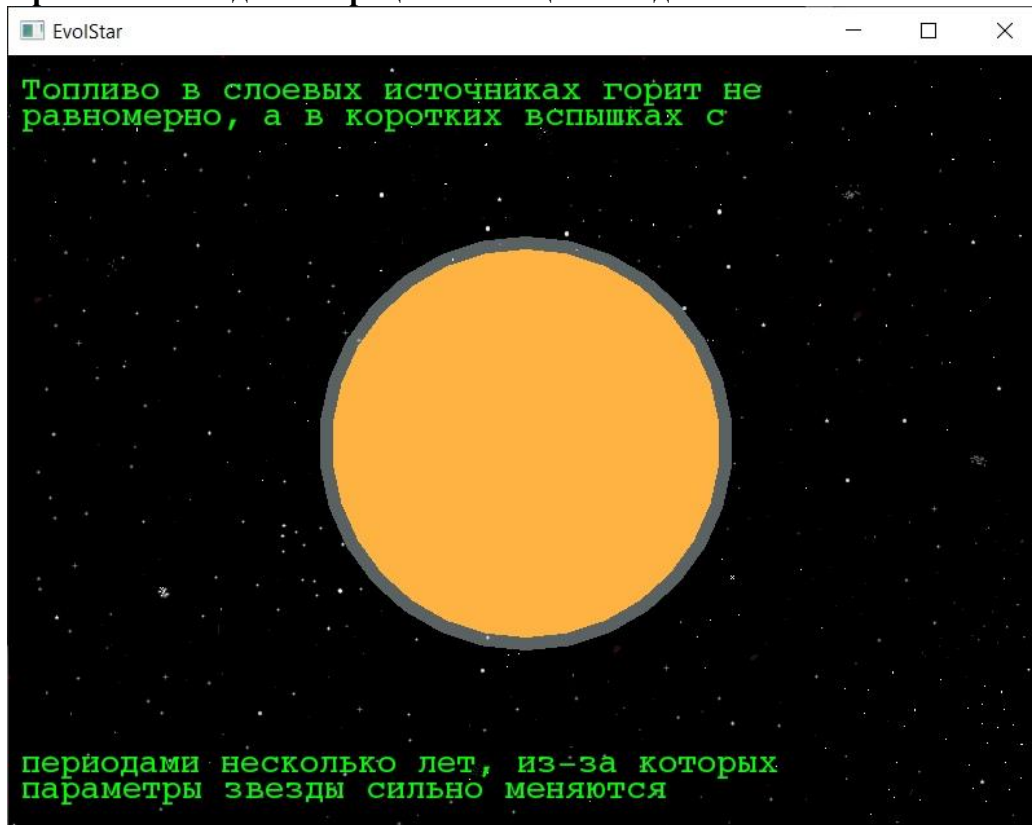 EvolStar
Топливо в слоевых источниках горит не
равномерно, а в коротких вспышках с
периодами несколько лет, из-за которых
параметры звезды сильно меняются